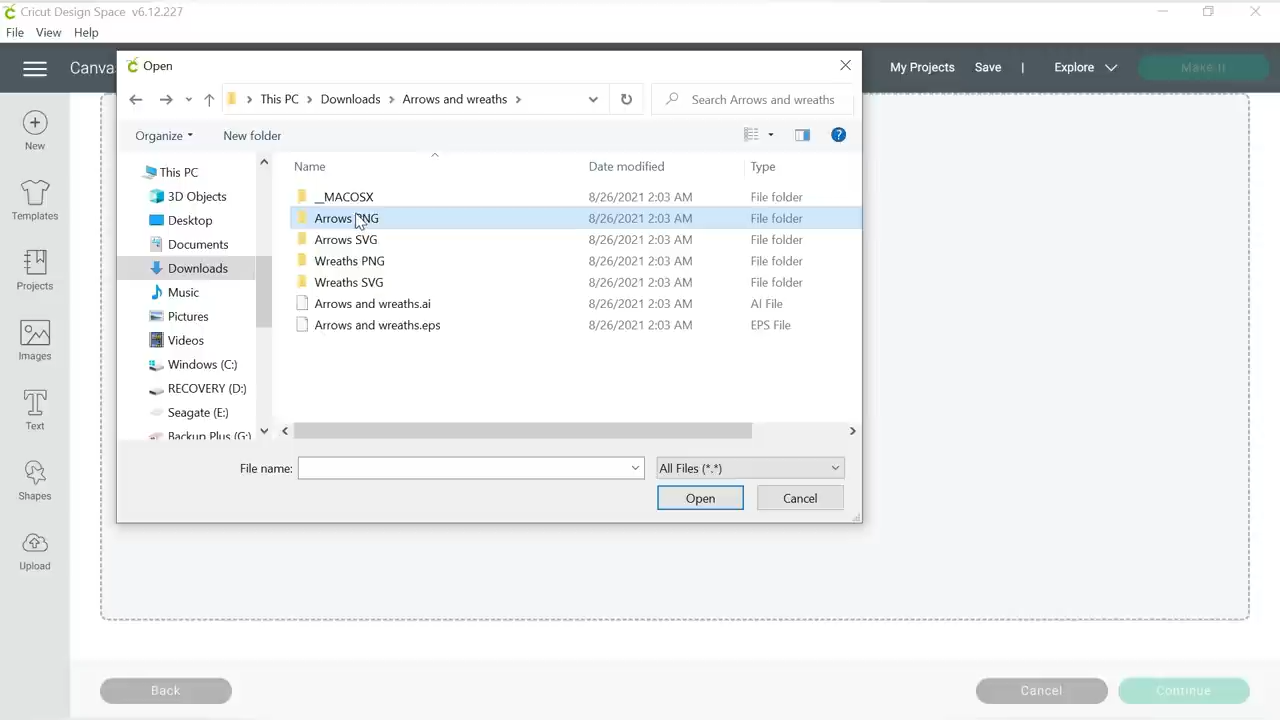 Cricut Design Space v6.12.227
File View Help
Canva
My Projects Save | Explore Make It
Open
This PC > Downloads > Arrows and wreaths >
Search Arrows and wreaths
Organize New folder
Name Date modified Type
__MACOSX 8/26/2021 2:03 AM File folder
Arrows PNG 8/26/2021 2:03 AM File folder
Arrows SVG 8/26/2021 2:03 AM File folder
Wreaths PNG 8/26/2021 2:03 AM File folder
Wreaths SVG 8/26/2021 2:03 AM File folder
Arrows and wreaths.ai 8/26/2021 2:03 AM AI File
Arrows and wreaths.eps 8/26/2021 2:03 AM EPS File
This PC
3D Objects
Desktop
Documents
Downloads
Music
Pictures
Videos
Windows (C:)
RECOVERY (D:)
Seagate (E:)
Backup Plus (G:)
File name:
All Files (*.*)
Open Cancel
New
Templates
Projects
Images
Text
Shapes
Upload
Back Cancel Continue